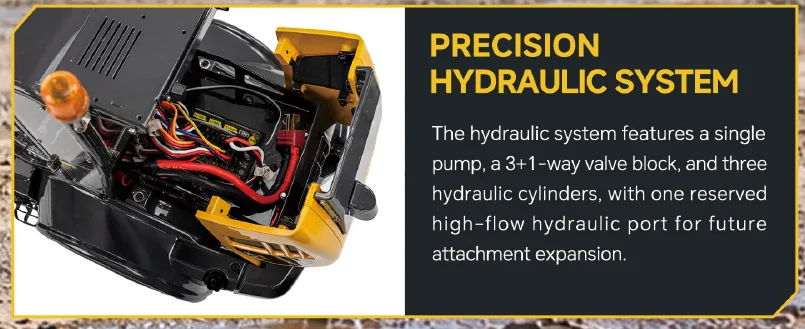 PRECISION
HYDRAULIC SYSTEM
The hydraulic system features a single
pump, a 3+1-way valve block, and three
hydraulic cylinders, with one reserved
high-flow hydraulic port for future
attachment expansion.